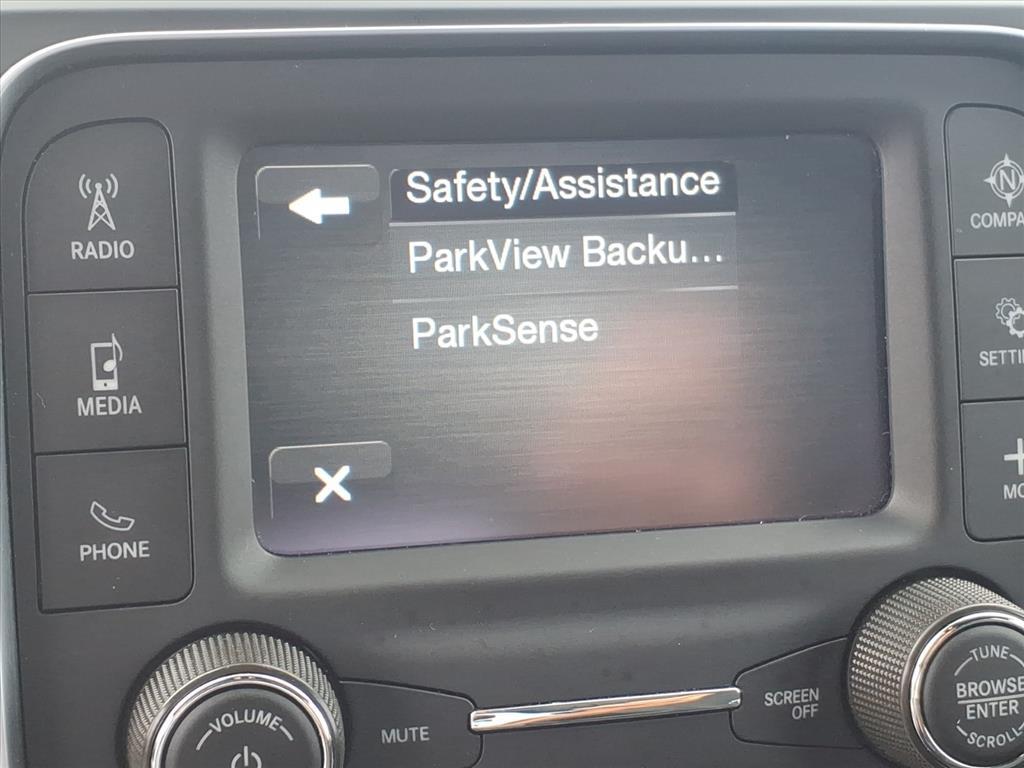 RADIO
MEDIA
PHONE
Safety/Assistance
ParkView Backu...
ParkSense
N
VOLUME
MUTE
SCREEN
OFF
TUNE
BROWSE
ENTER
SCROLL